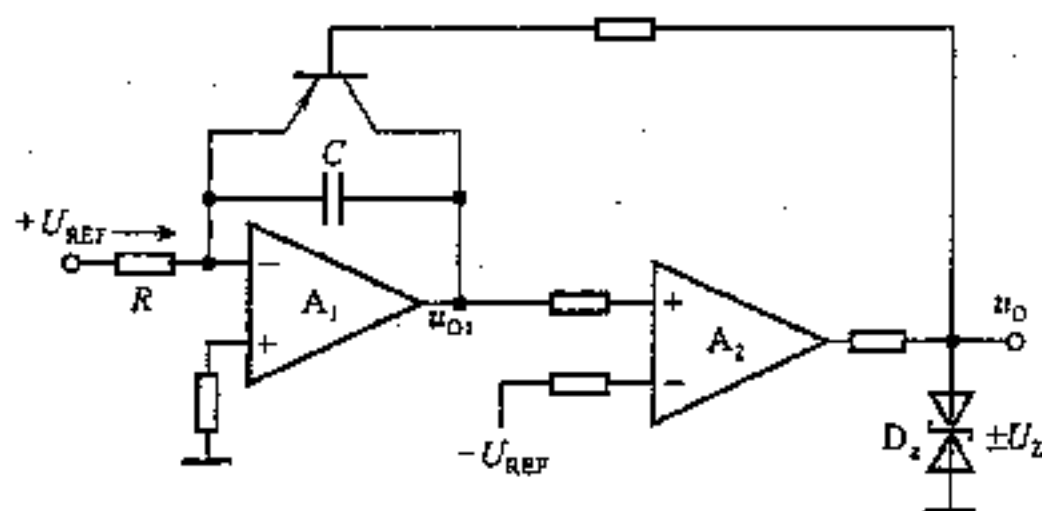 C
+U_REF
R
−
A₁
+
u_O1
+
A₂
−
−U_REF
u_O
D_z ±U_Z